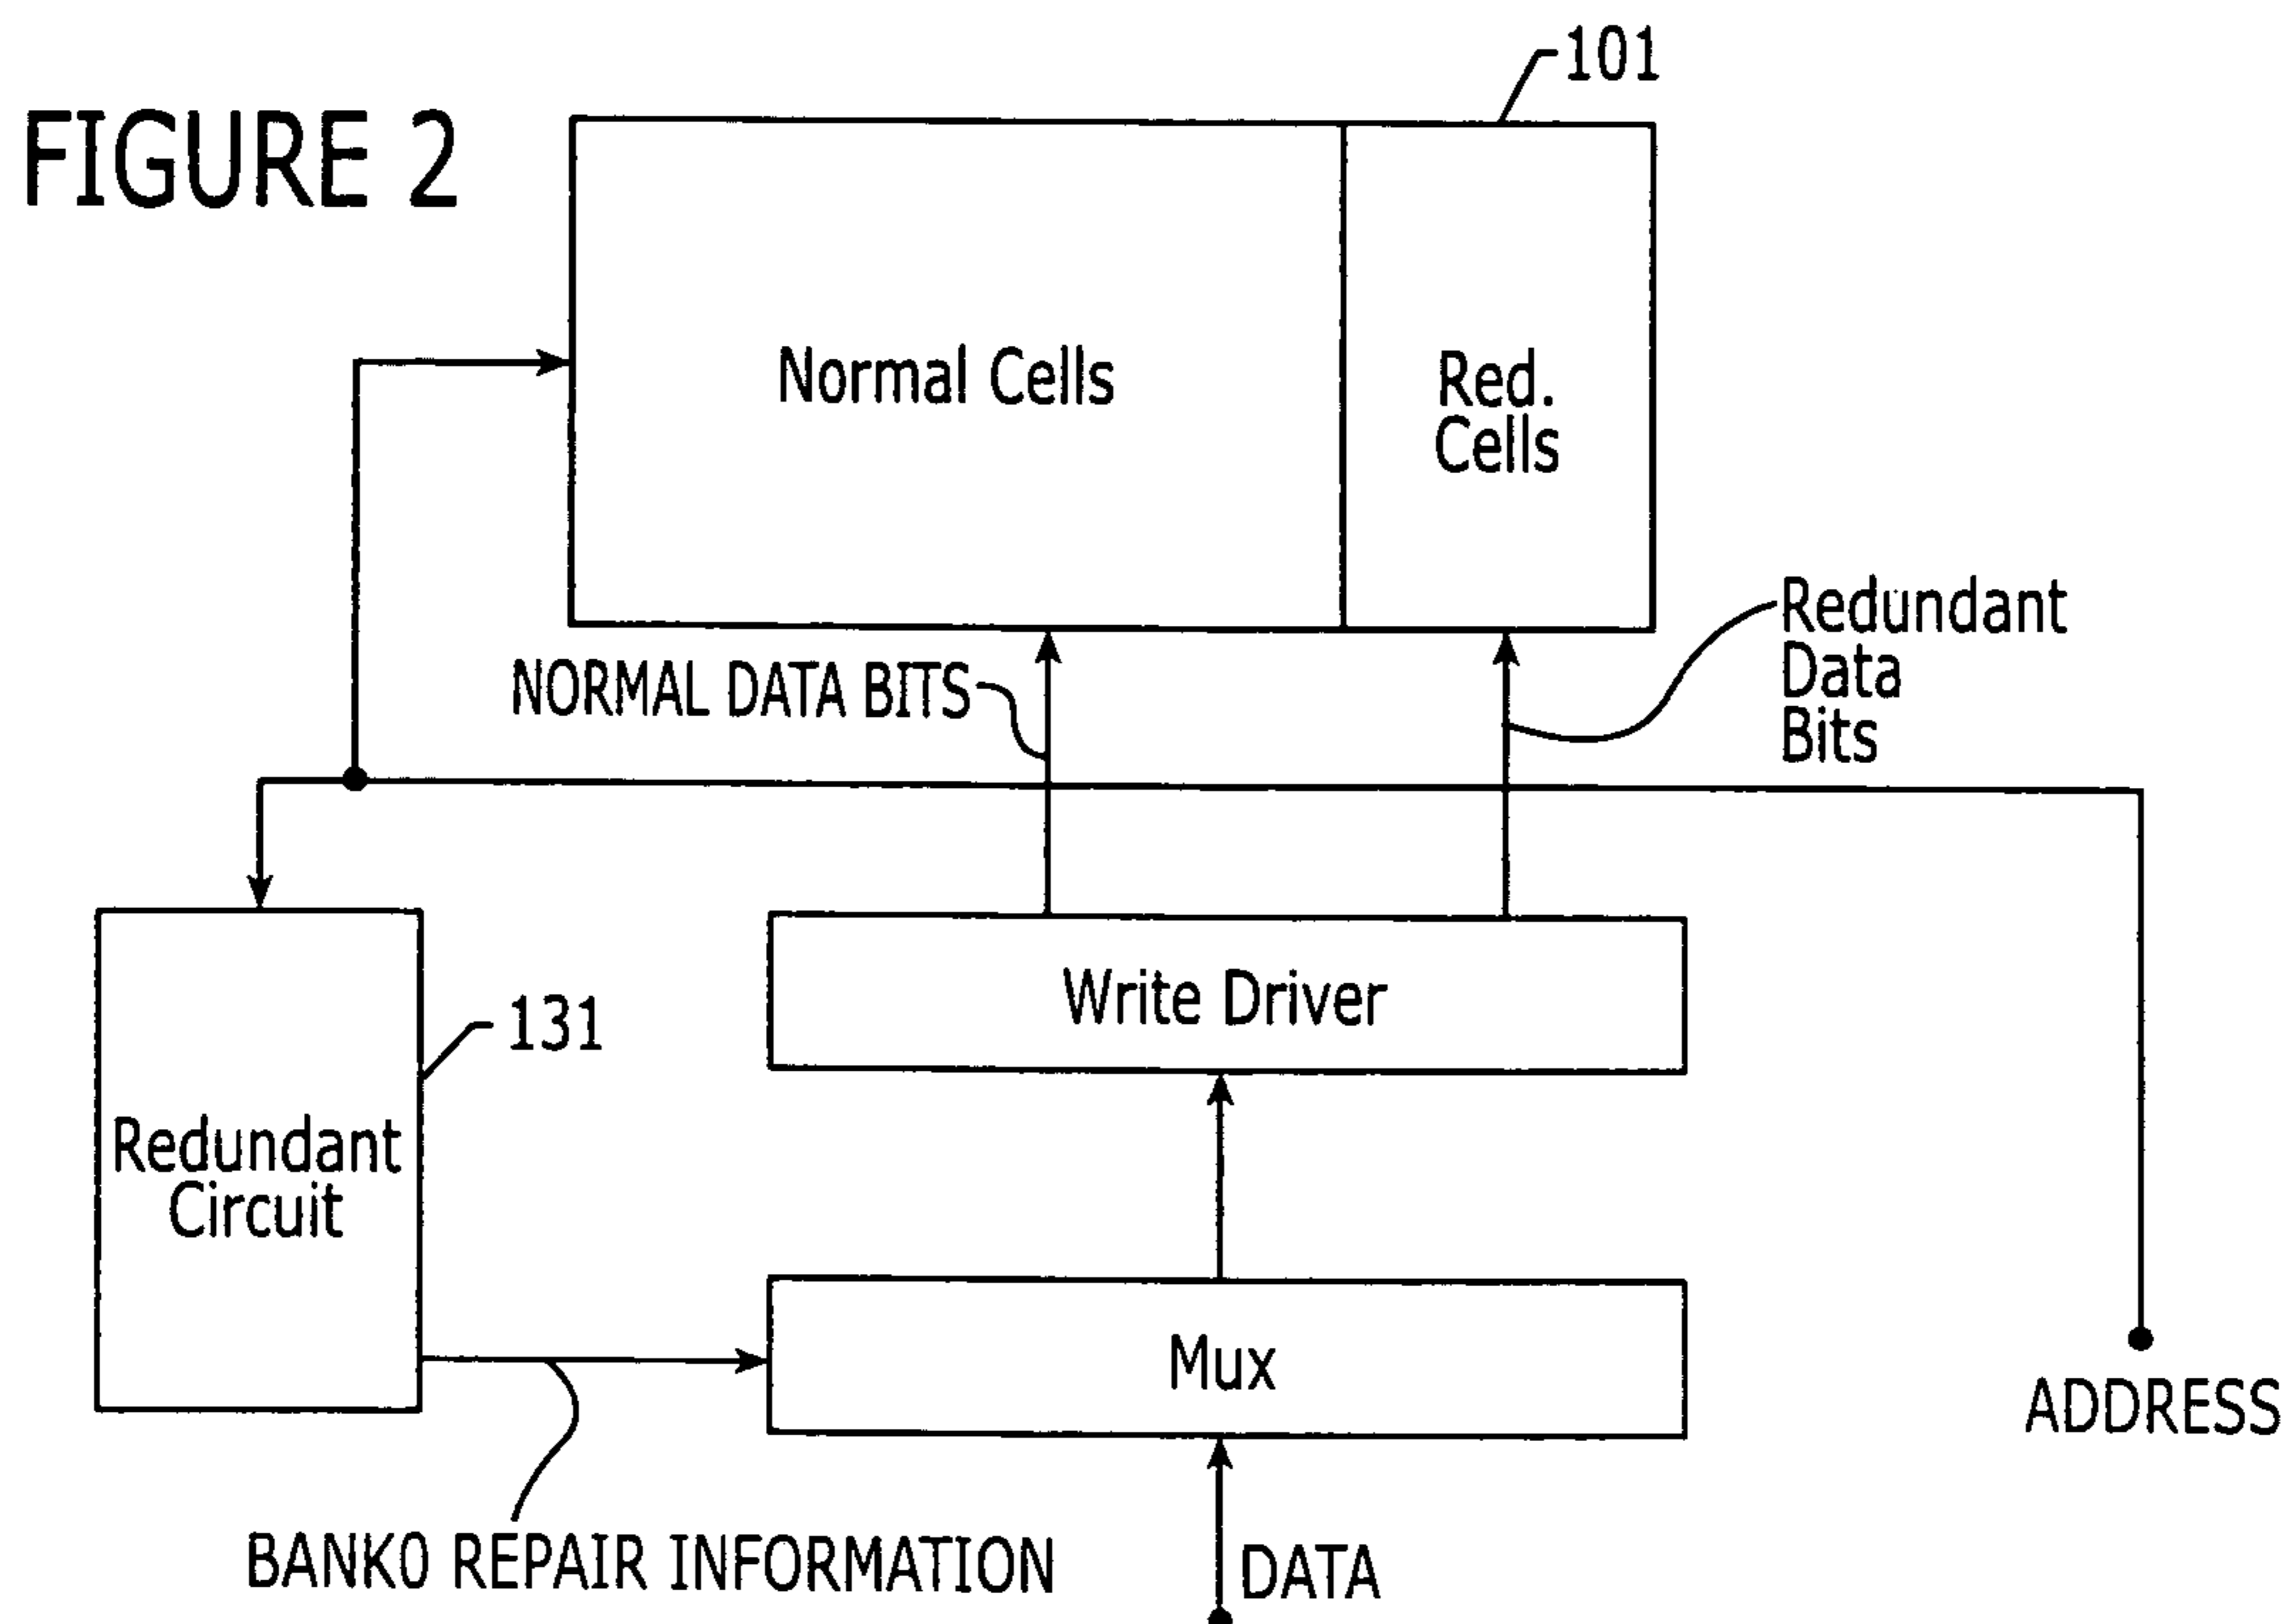 101
FIGURE 2
Normal Cells
Red.
Cells
Redundant
Data
Bits
NORMAL DATA BITS
Write Driver
131
Redundant
Circuit
Mux
ADDRESS
BANK0 REPAIR INFORMATION
DATA